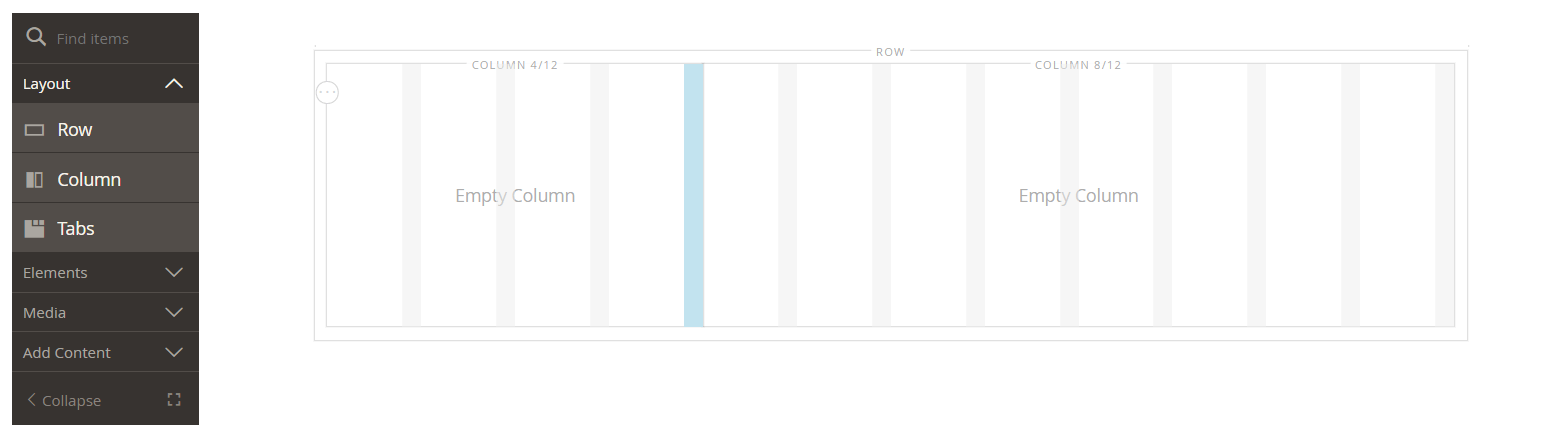 Find items
Layout
Row
Column
Tabs
Elements
Media
Add Content
Collapse
ROW
COLUMN 4/12
COLUMN 8/12
Empty Column
Empty Column